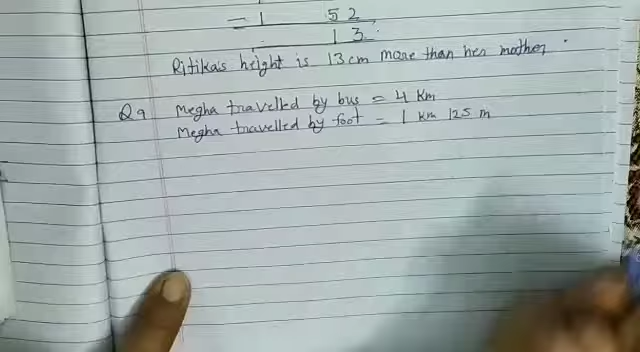 - 1 52
13
Ritika's height is 13 cm more than her mother.
Q9 Megha travelled by bus = 4 Km
Megha travelled by foot = 1 km 125 m